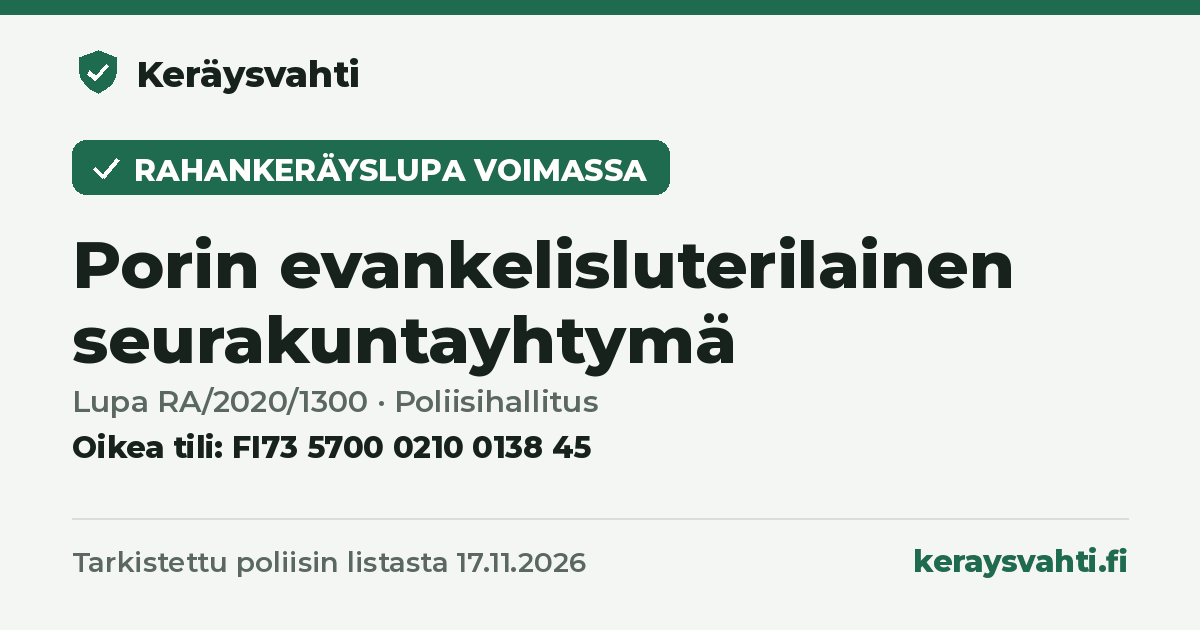 Keräysvahti
RAHANKERÄYSLUPA VOIMASSA
Porin evankelisluterilainen
seurakuntayhtymä
Lupa RA/2020/1300 · Poliisihallitus
Oikea tili: FI73 5700 0210 0138 45
Tarkistettu poliisin listasta 17.11.2026
keraysvahti.fi